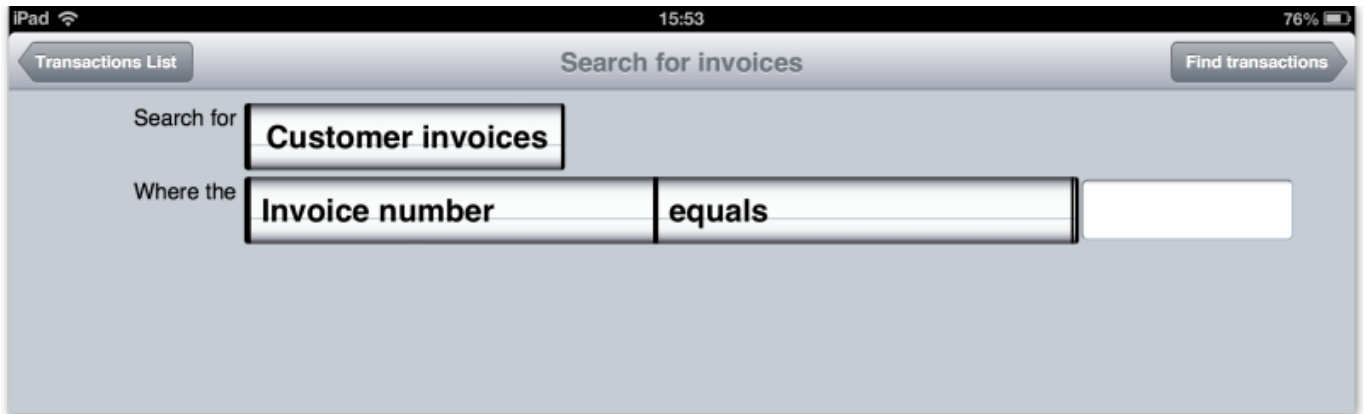 iPad 15:53 76%
Transactions List Search for invoices Find transactions
Search for Customer invoices
Where the Invoice number equals